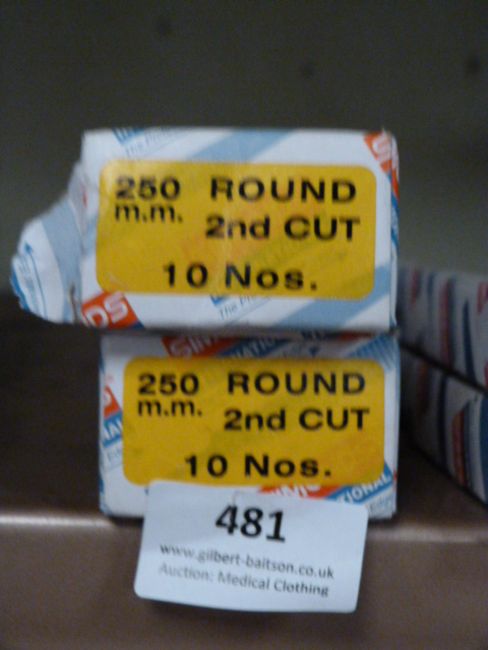 250 ROUND
m.m. 2nd CUT
10 Nos.
250 ROUND
m.m. 2nd CUT
10 Nos.
481
www.gilbert-baitson.co.uk
Auction: Medical Clothing